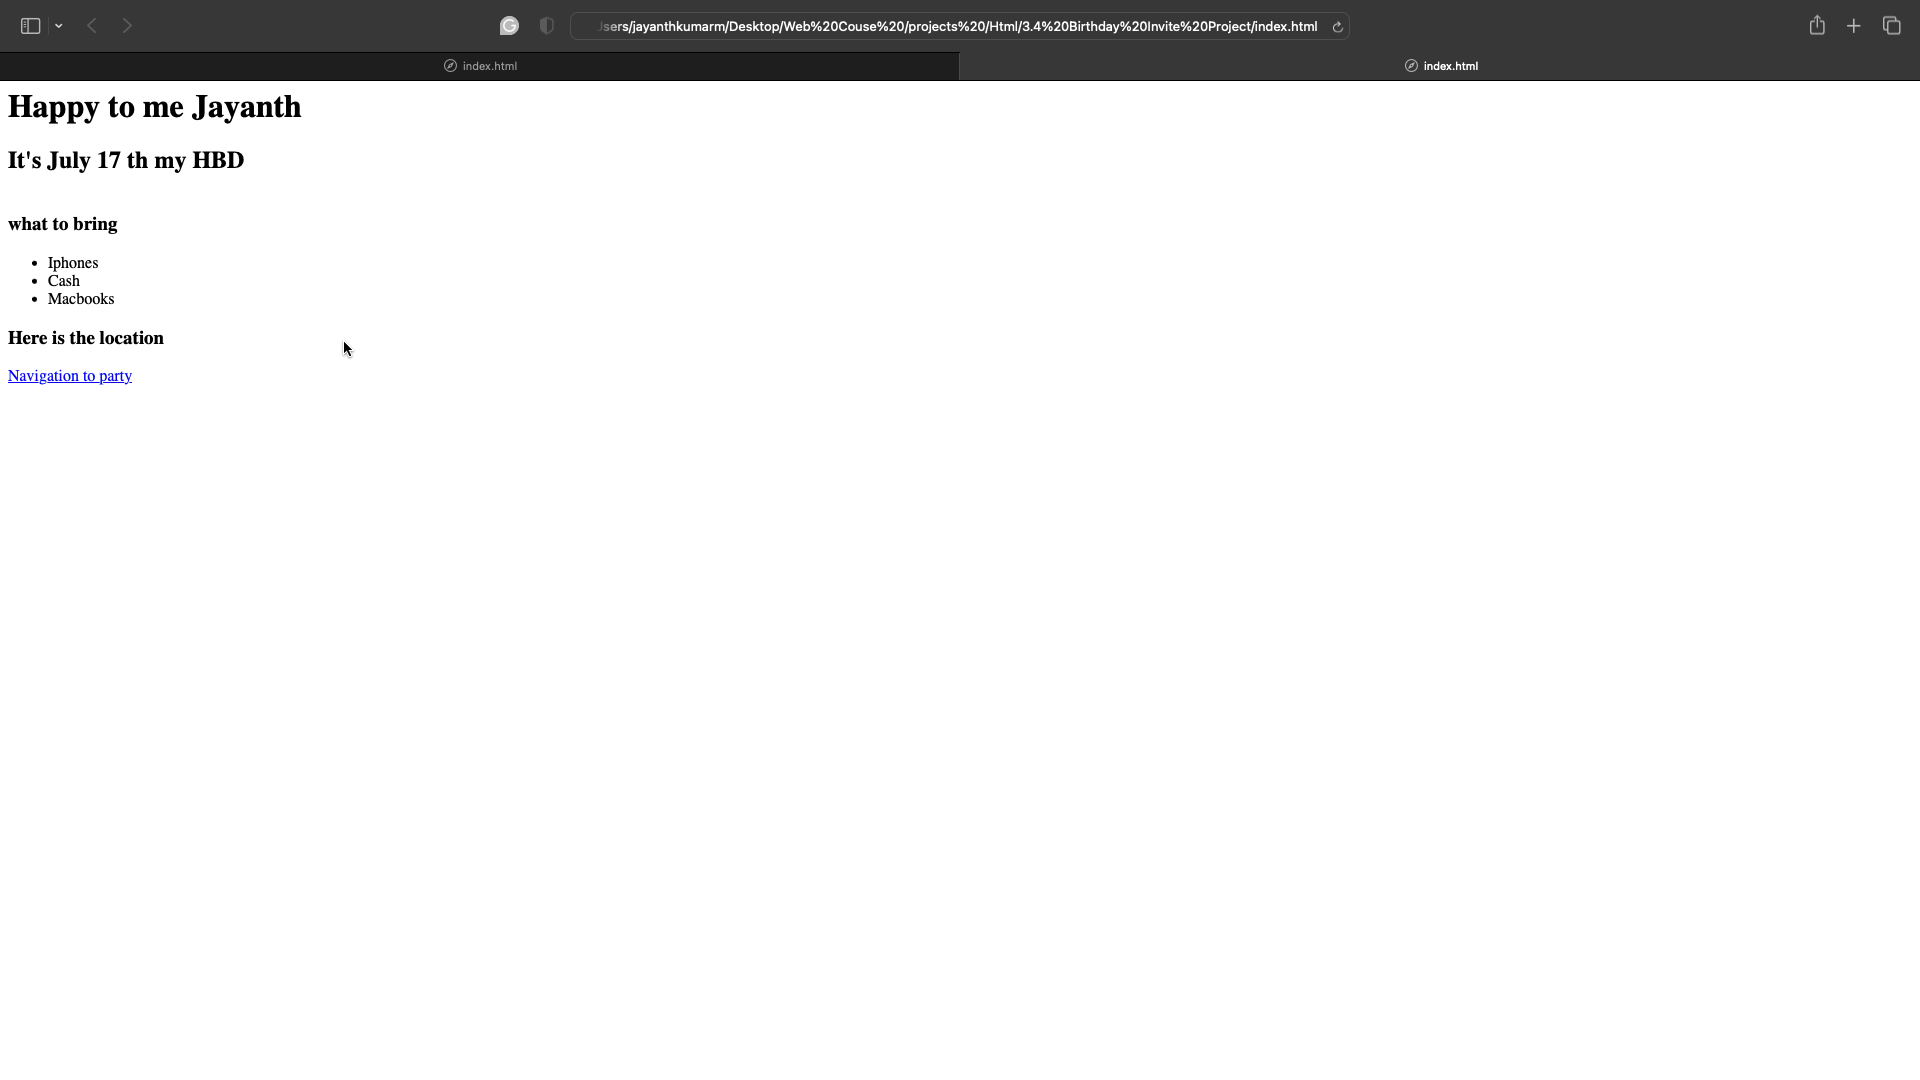 sers/jayanthkumarm/Desktop/Web%20Couse%20/projects%20/Html/3.4%20Birthday%20Invite%20Project/index.html
index.html
index.html
Happy to me Jayanth
It's July 17 th my HBD
what to bring
Iphones
Cash
Macbooks
Here is the location
Navigation to party